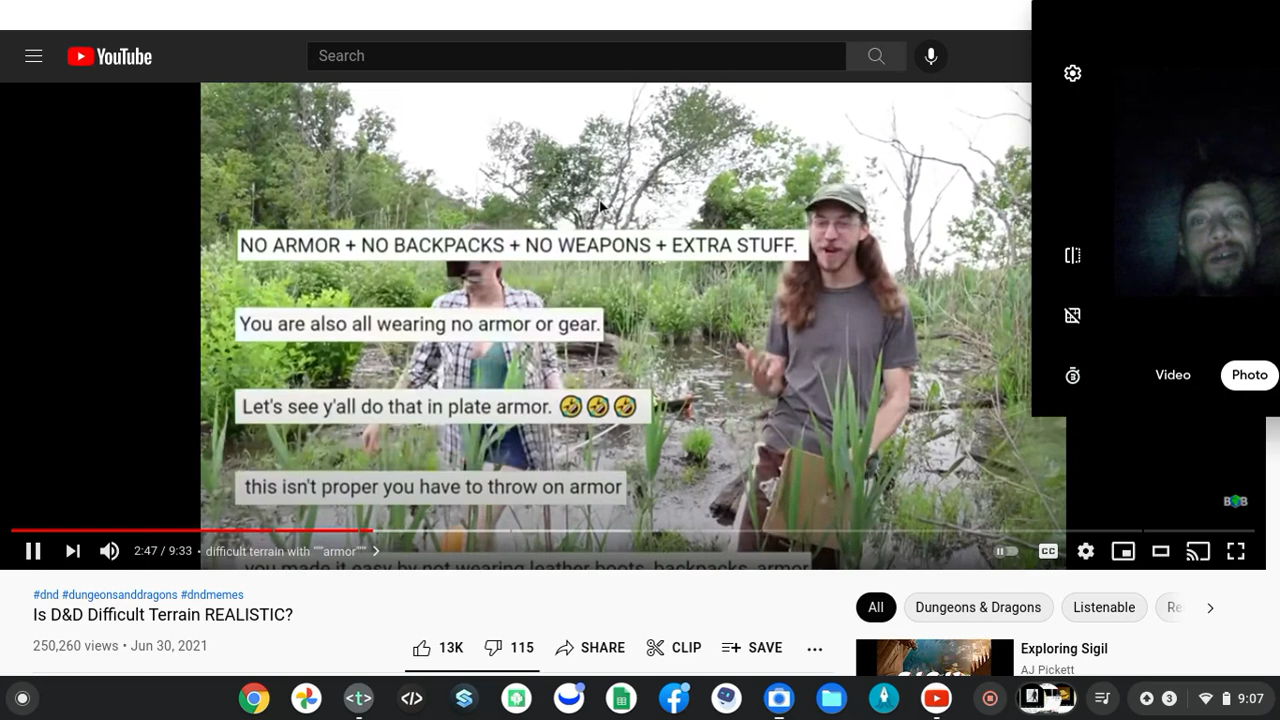 YouTube
Search
NO ARMOR + NO BACKPACKS + NO WEAPONS + EXTRA STUFF.
You are also all wearing no armor or gear.
Let's see y'all do that in plate armor. 🤣🤣🤣
this isn't proper you have to throw on armor
you made it easy by not wearing leather boots, backpacks, armor
Video
Photo
2:47 / 9:33 • difficult terrain with """armor"""
CC
#dnd #dungeonsanddragons #dndmemes
Is D&D Difficult Terrain REALISTIC?
250,260 views • Jun 30, 2021
13K
115
SHARE
CLIP
SAVE
All
Dungeons & Dragons
Listenable
Re
Exploring Sigil
AJ Pickett
3
9:07